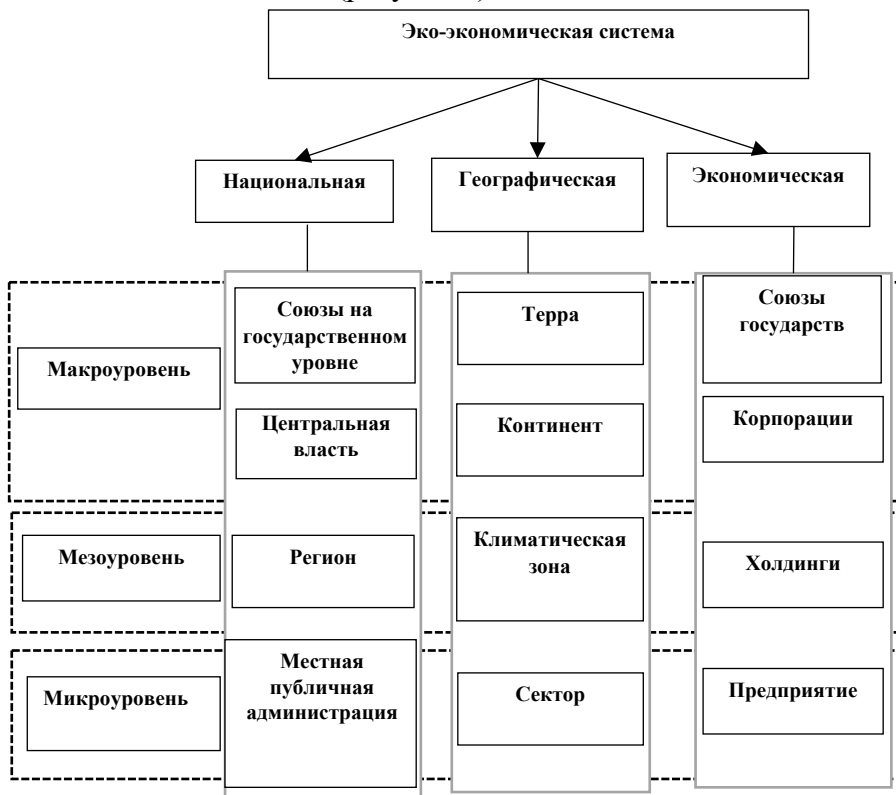 Эко-экономическая система
Национальная
Географическая
Экономическая
Макроуровень
Союзы на
государственном
уровне
Терра
Союзы
государств
Центральная
власть
Континент
Корпорации
Мезоуровень
Регион
Климатическая
зона
Холдинги
Микроуровень
Местная
публичная
администрация
Сектор
Предприятие